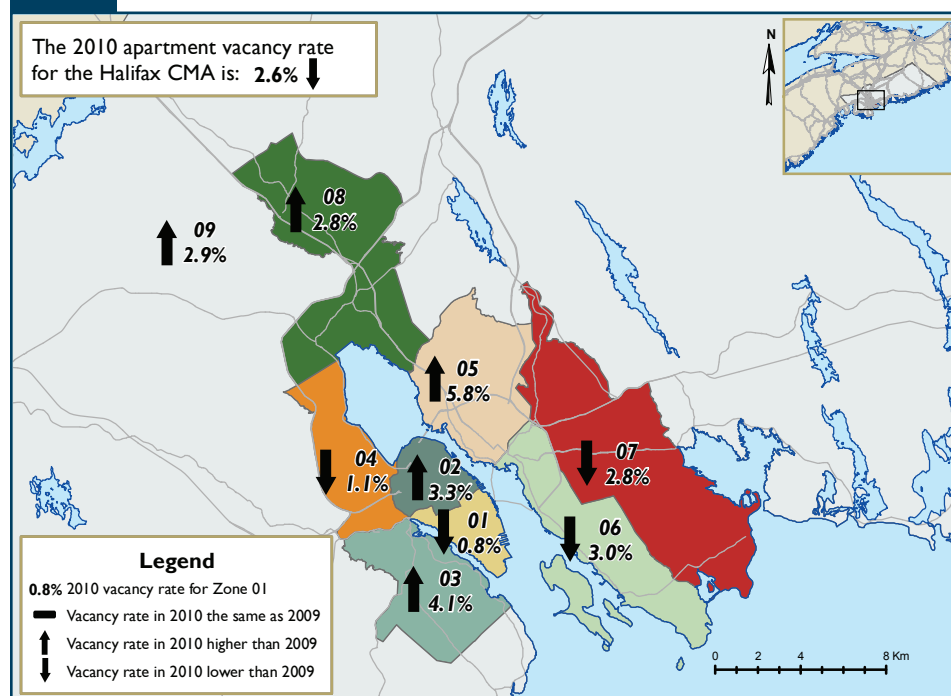 The 2010 apartment vacancy rate
for the Halifax CMA is: 2.6%
N
08
2.8%
09
2.9%
05
5.8%
04
1.1%
02
3.3%
07
2.8%
01
0.8%
06
3.0%
03
4.1%
Legend
0.8% 2010 vacancy rate for Zone 01
Vacancy rate in 2010 the same as 2009
Vacancy rate in 2010 higher than 2009
Vacancy rate in 2010 lower than 2009
0 2 4 8 Km